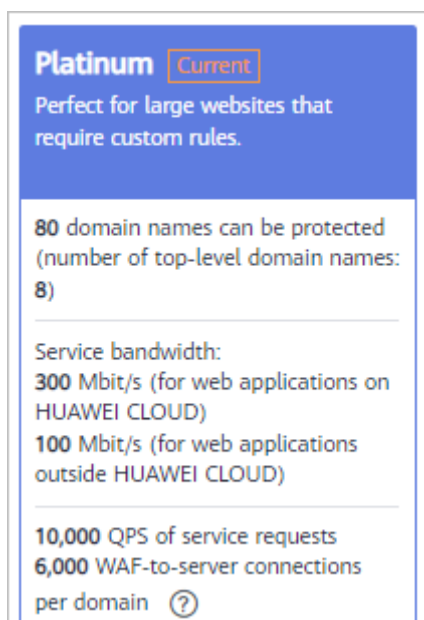 Platinum Current
Perfect for large websites that
require custom rules.
80 domain names can be protected
(number of top-level domain names:
8)
Service bandwidth:
300 Mbit/s (for web applications on
HUAWEI CLOUD)
100 Mbit/s (for web applications
outside HUAWEI CLOUD)
10,000 QPS of service requests
6,000 WAF-to-server connections
per domain ?